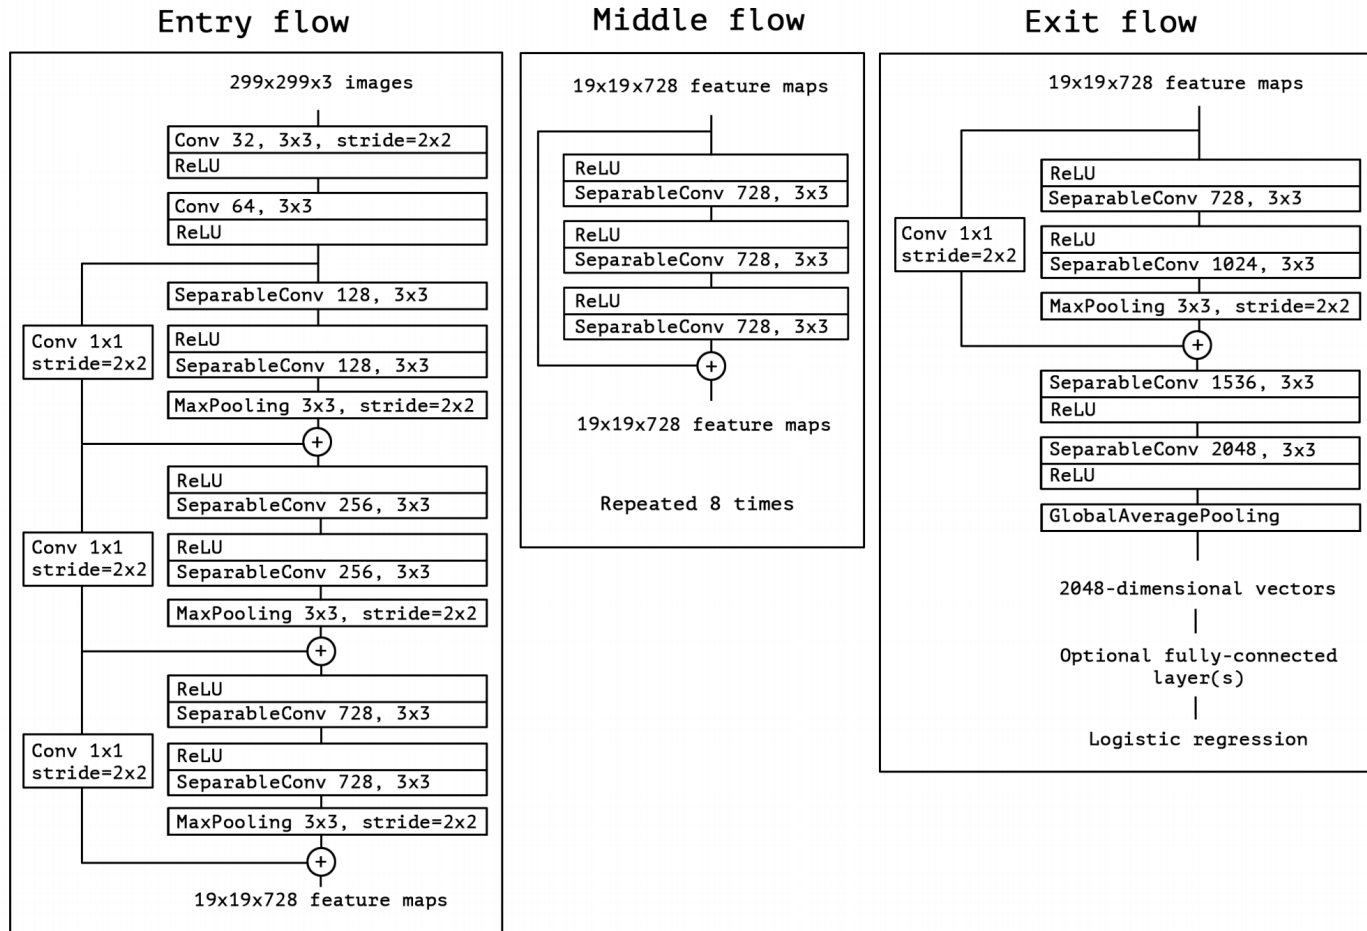 Entry flow
299x299x3 images
Conv 32, 3x3, stride=2x2
ReLU
Conv 64, 3x3
ReLU
SeparableConv 128, 3x3
Conv 1x1
stride=2x2
ReLU
SeparableConv 128, 3x3
MaxPooling 3x3, stride=2x2
+
ReLU
SeparableConv 256, 3x3
Conv 1x1
stride=2x2
ReLU
SeparableConv 256, 3x3
MaxPooling 3x3, stride=2x2
+
ReLU
SeparableConv 728, 3x3
Conv 1x1
stride=2x2
ReLU
SeparableConv 728, 3x3
MaxPooling 3x3, stride=2x2
+
19x19x728 feature maps
Middle flow
19x19x728 feature maps
ReLU
SeparableConv 728, 3x3
ReLU
SeparableConv 728, 3x3
ReLU
SeparableConv 728, 3x3
+
19x19x728 feature maps
Repeated 8 times
Exit flow
19x19x728 feature maps
ReLU
SeparableConv 728, 3x3
Conv 1x1
stride=2x2
ReLU
SeparableConv 1024, 3x3
MaxPooling 3x3, stride=2x2
+
SeparableConv 1536, 3x3
ReLU
SeparableConv 2048, 3x3
ReLU
GlobalAveragePooling
2048-dimensional vectors
Optional fully-connected
layer(s)
Logistic regression